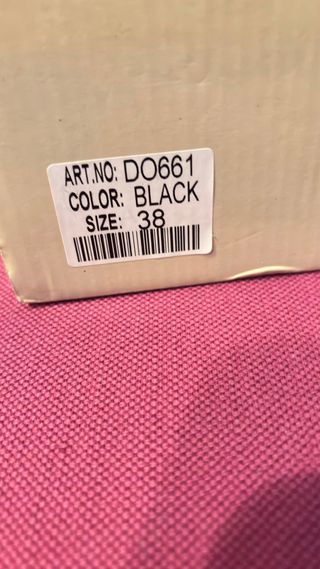 ART.NO: DO661
COLOR: BLACK
SIZE: 38